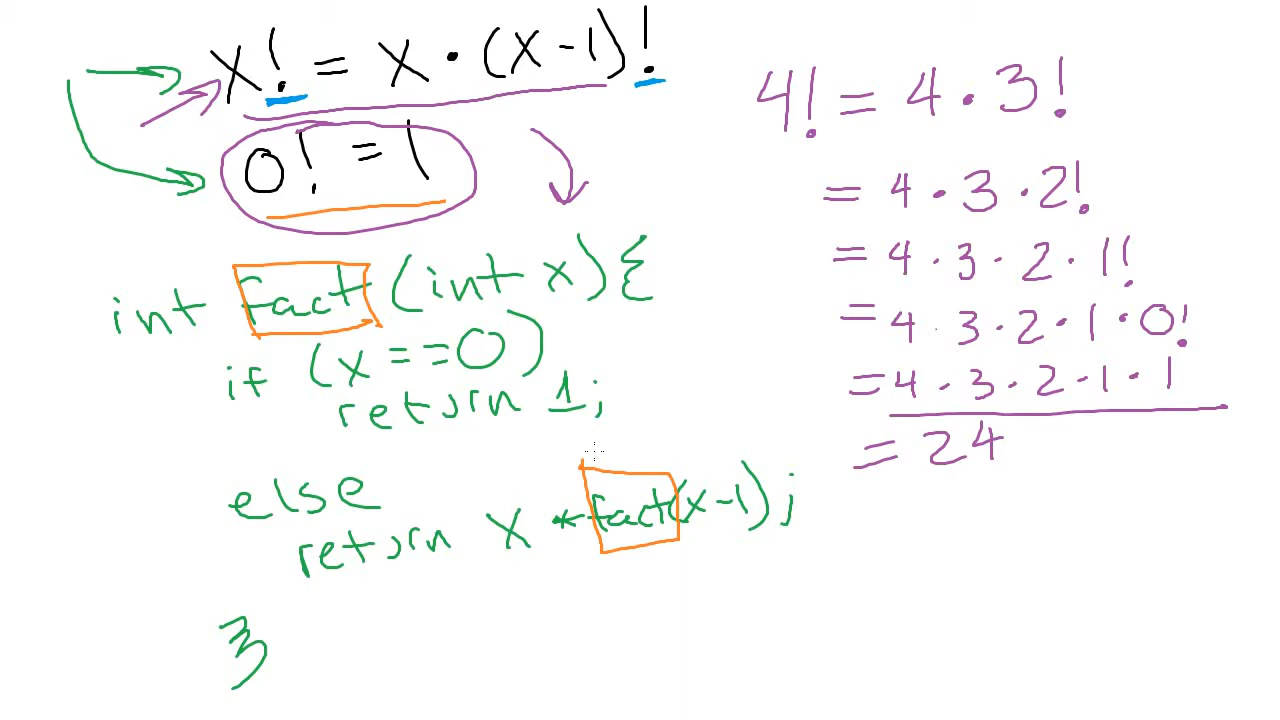 x! = x · (x-1)!
0! = 1
int fact (int x){
if (x==0)
return 1;
else
return x *fact(x-1);
}
4! = 4 · 3!
= 4 · 3 · 2!
= 4 · 3 · 2 · 1!
= 4 · 3 · 2 · 1 · 0!
= 4 · 3 · 2 · 1 · 1
= 24